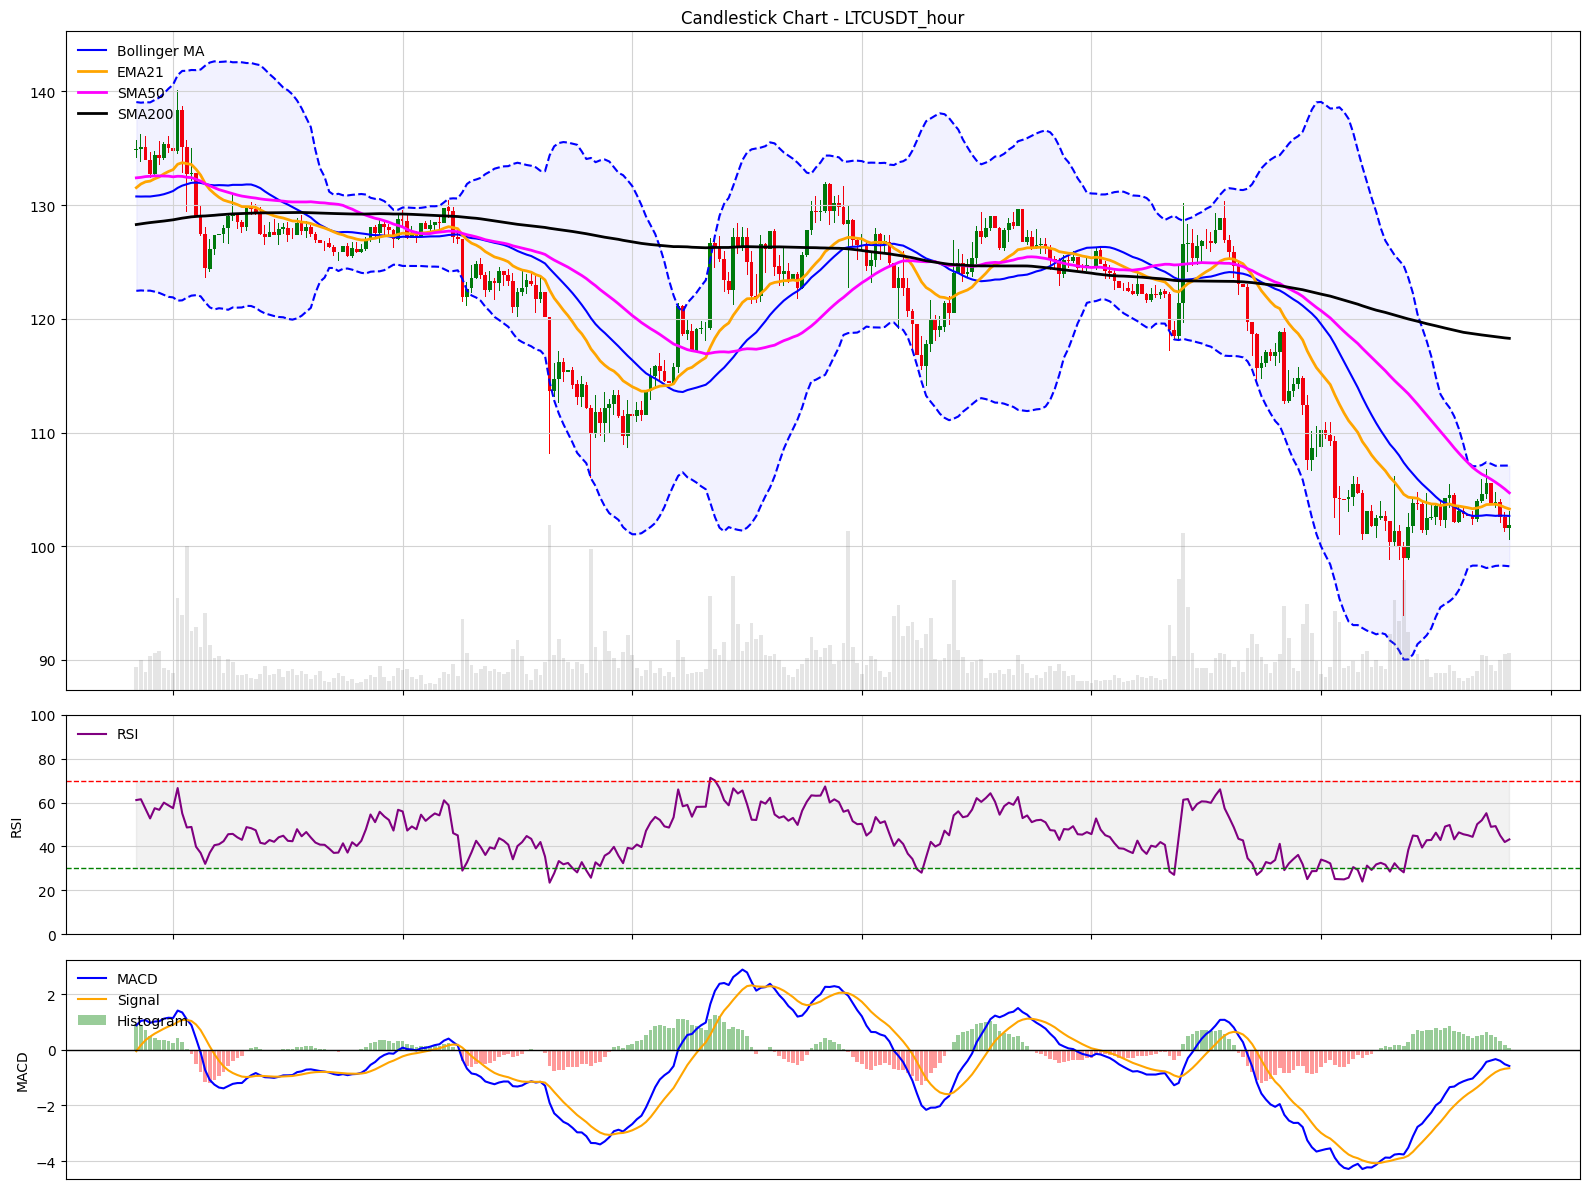 Candlestick Chart - LTCUSDT_hour
Bollinger MA
EMA21
SMA50
SMA200
140
130
120
110
100
90
RSI
100
80
60
40
20
0
RSI
MACD
Signal
Histogram
2
0
−2
−4
MACD